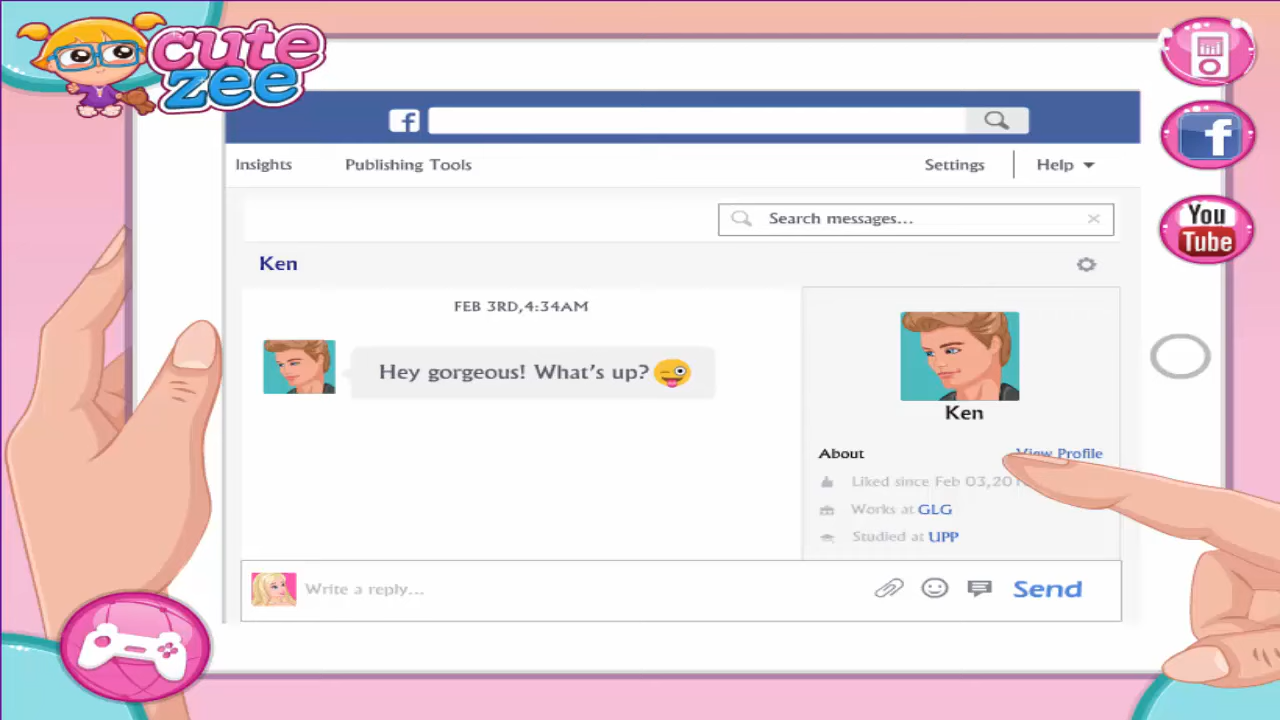 cute
zee
f
Insights Publishing Tools Settings Help
f
Search messages...
You
Tube
Ken
FEB 3RD,4:34AM
Hey gorgeous! What's up?
Ken
About View Profile
Liked since Feb 03,
Works at GLG
Studied at UPP
Write a reply... Send